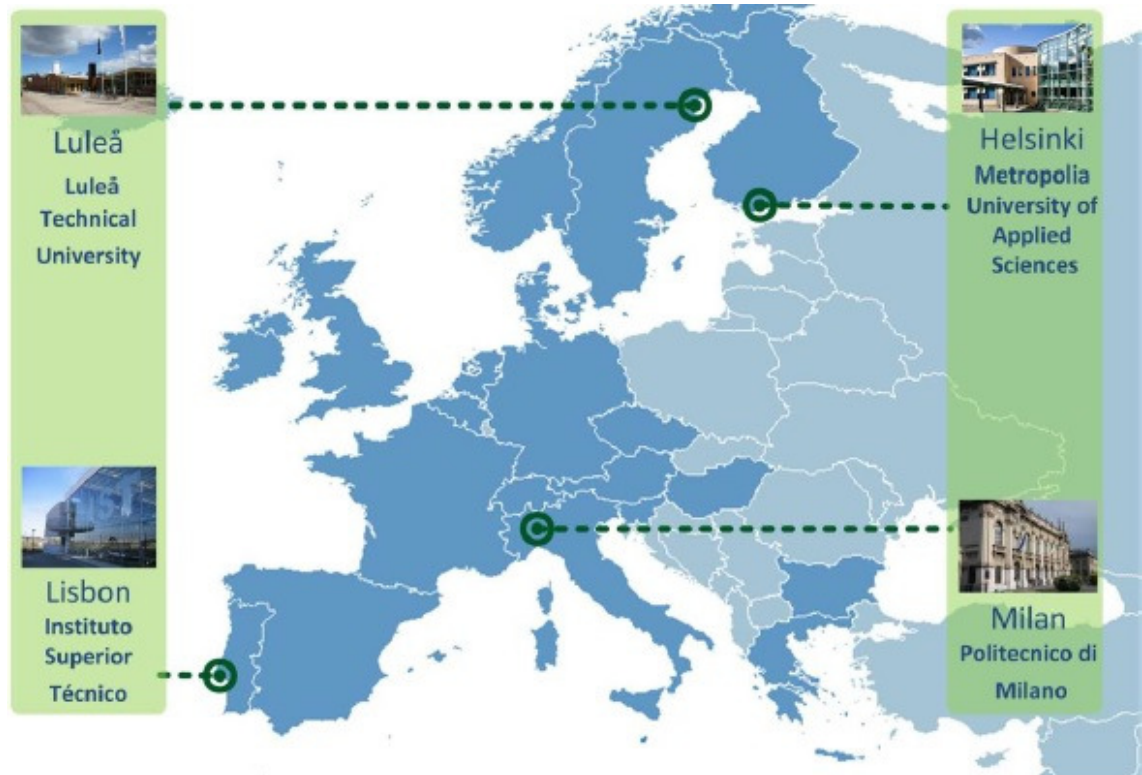 Luleå
Luleå
Technical
University
Lisbon
Instituto
Superior
Técnico
Helsinki
Metropolia
University of
Applied
Sciences
Milan
Politecnico di
Milano